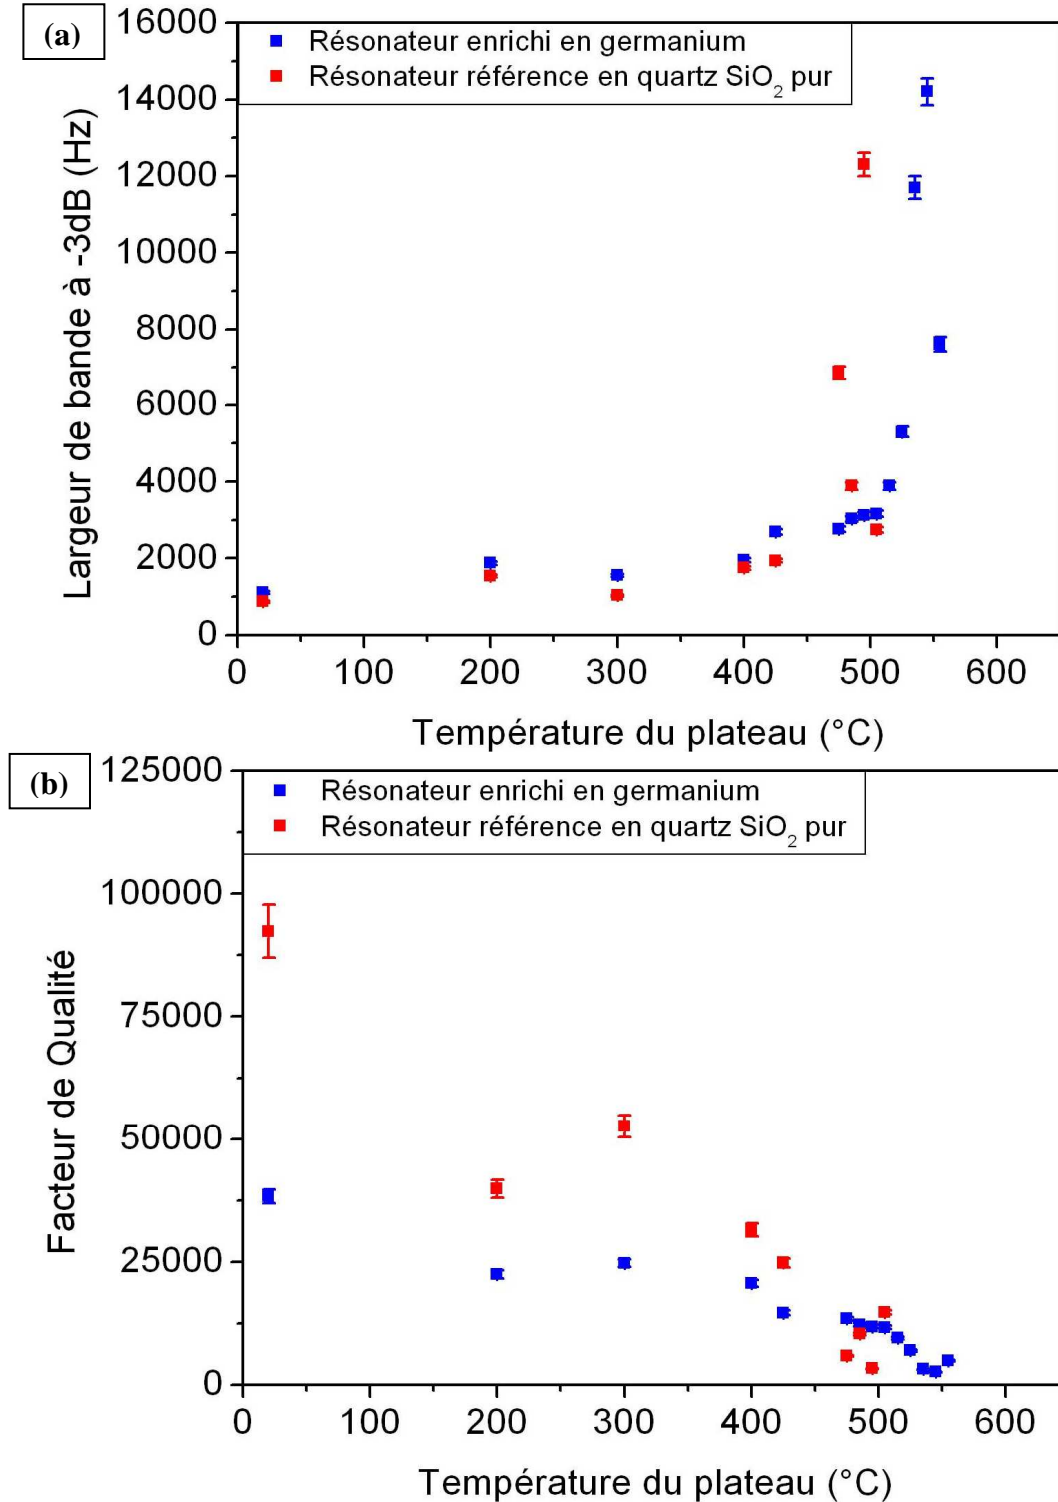 (a)
16000
Résonateur enrichi en germanium
Résonateur référence en quartz SiO2 pur
14000
12000
10000
8000
6000
4000
2000
0
Largeur de bande à -3dB (Hz)
0 100 200 300 400 500 600
Température du plateau (°C)
(b)
125000
Résonateur enrichi en germanium
Résonateur référence en quartz SiO2 pur
100000
75000
50000
25000
0
Facteur de Qualité
0 100 200 300 400 500 600
Température du plateau (°C)